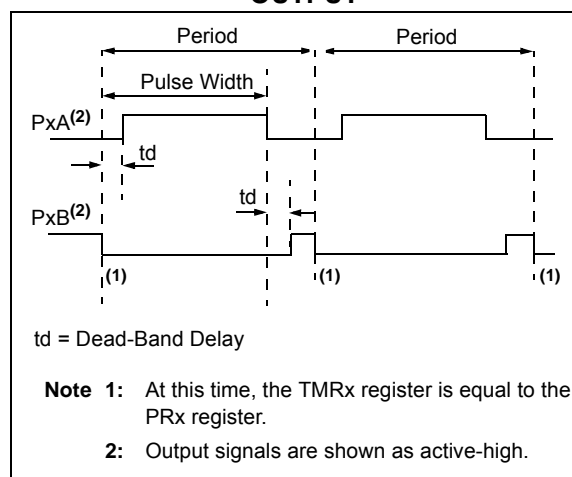 OUTPUT
Period Period
Pulse Width
PxA(2)
td
td
PxB(2)
(1) (1) (1)
td = Dead-Band Delay
Note 1: At this time, the TMRx register is equal to the
PRx register.
2: Output signals are shown as active-high.